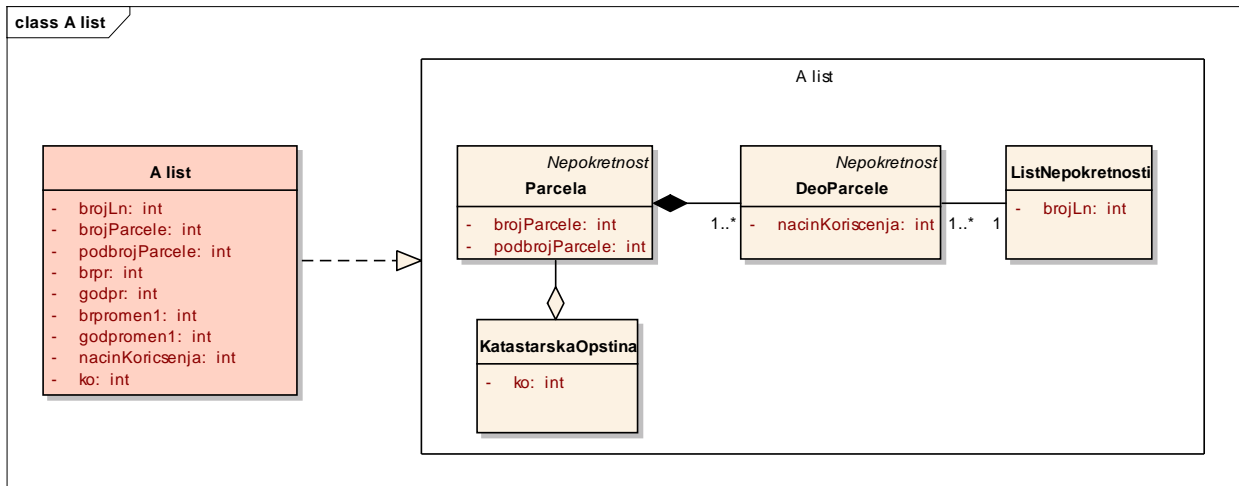 class A list
A list
A list
- brojLn: int
- brojParcele: int
- podbrojParcele: int
- brpr: int
- godpr: int
- brpromen1: int
- godpromen1: int
- nacinKoricsenja: int
- ko: int
Nepokretnost
Parcela
- brojParcele: int
- podbrojParcele: int
1..*
Nepokretnost
DeoParcele
- nacinKoriscenja: int
1..*
1
ListNepokretnosti
- brojLn: int
KatastarskaOpstina
- ko: int